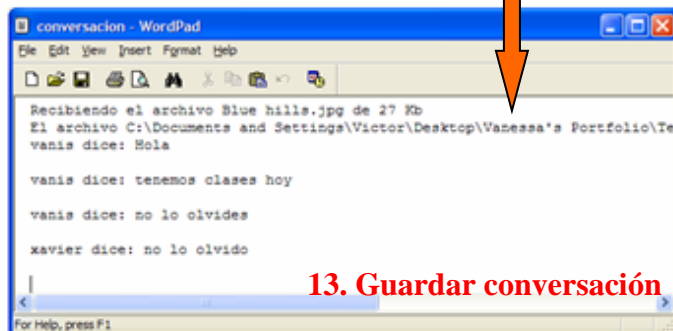 conversacion - WordPad
File Edit View Insert Format Help
Recibiendo el archivo Blue hills.jpg de 27 Kb
El archivo C:\Documents and Settings\Victor\Desktop\Vanessa's Portfolio\Te
vanis dice: Hola
vanis dice: tenemos clases hoy
vanis dice: no lo olvides
xavier dice: no lo olvido
13. Guardar conversación
For Help, press F1